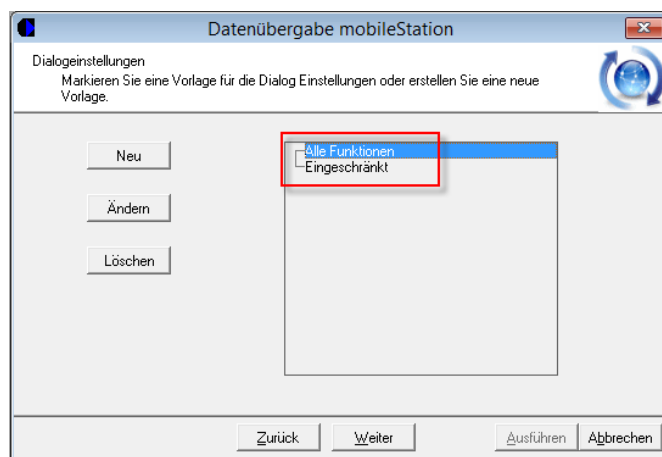 Datenübergabe mobileStation
Dialogeinstellungen
Markieren Sie eine Vorlage für die Dialog Einstellungen oder erstellen Sie eine neue
Vorlage.
Neu
Alle Funktionen
Eingeschränkt
Ändern
Löschen
Zurück
Weiter
Ausführen
Abbrechen